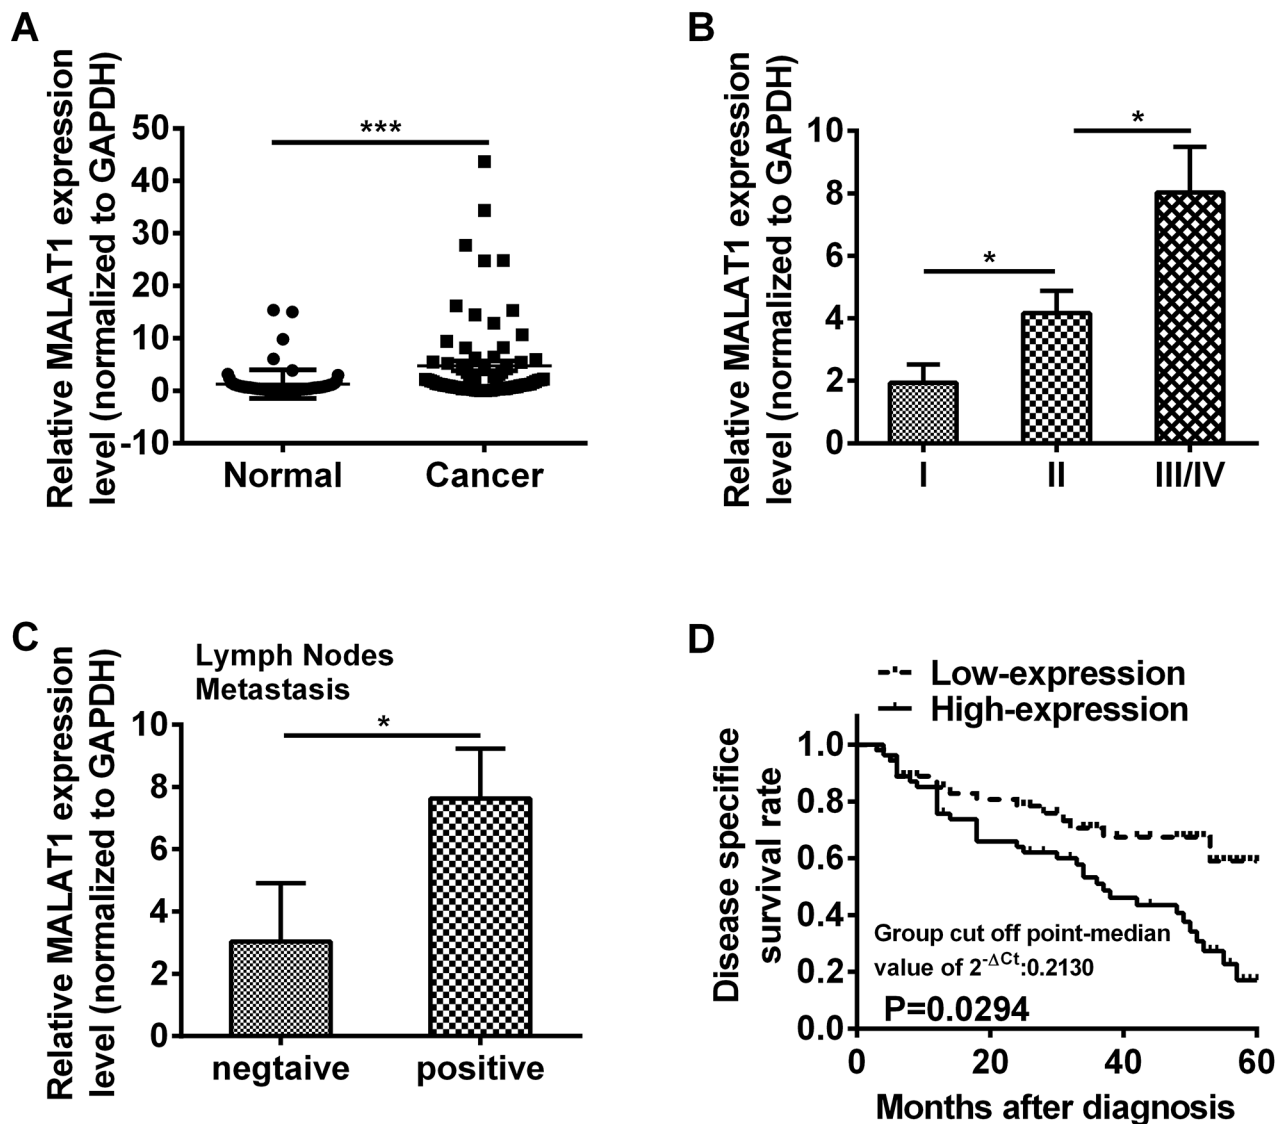 A
Relative MALAT1 expression
level (normalized to GAPDH)
50
40
30
20
10
0
-10
***
Normal
Cancer
B
Relative MALAT1 expression
level (normalized to GAPDH)
10
8
6
4
2
0
*
*
I
II
III/IV
C
Lymph Nodes
Metastasis
Relative MALAT1 expression
level (normalized to GAPDH)
10
8
6
4
2
0
*
negtaive
positive
D
Low-expression
High-expression
Disease specifice
survival rate
1.0
0.8
0.6
0.4
0.2
0.0
Group cut off point-median
value of 2-ΔCt:0.2130
P=0.0294
0
20
40
60
Months after diagnosis